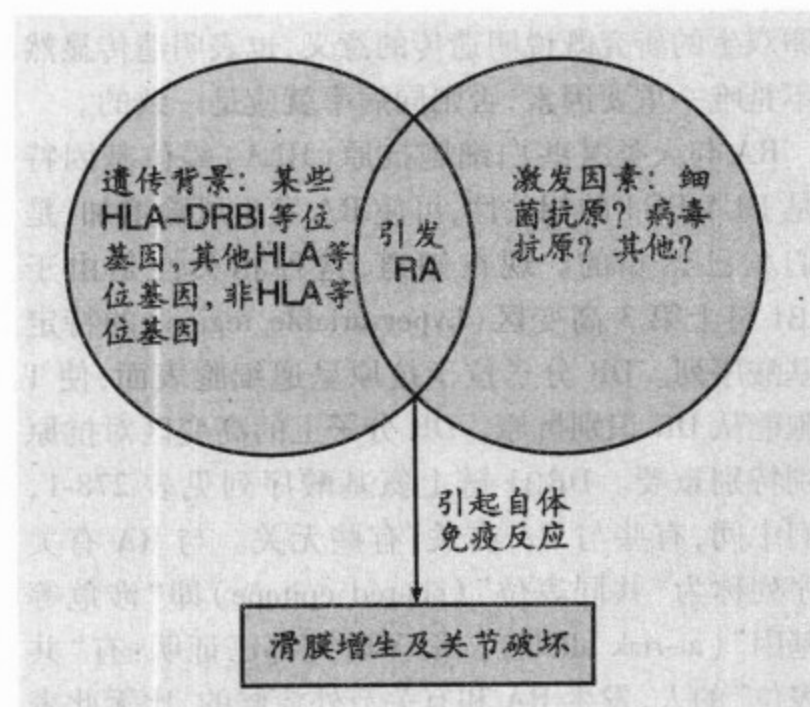 遗传背景：某些
HLA-DRBI等位
基因,其他HLA等
位基因,非HLA等
位基因
引发
RA
激发因素：细
菌抗原？病毒
抗原？其他？
引起自体
免疫反应
滑膜增生及关节破坏